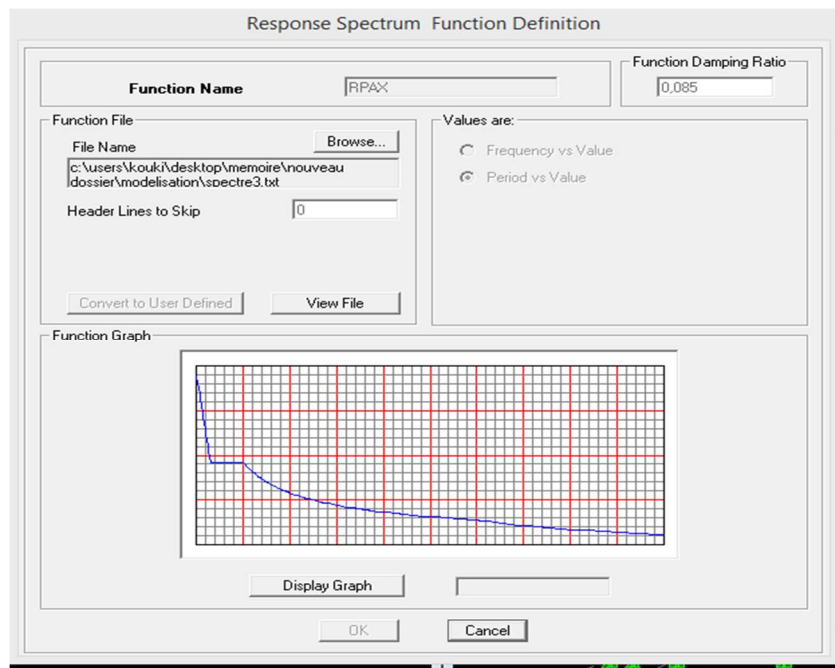 Response Spectrum Function Definition
Function Name
RPAX
Function Damping Ratio
0,085
Function File
File Name
Browse...
c:\users\kouki\desktop\memoire\nouveau
dossier\modelisation\spectre3.txt
Header Lines to Skip
0
Convert to User Defined
View File
Values are:
Frequency vs Value
Period vs Value
Function Graph
Display Graph
OK
Cancel